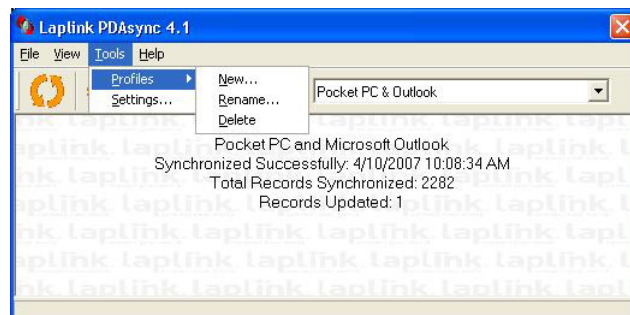 Laplink PDAsync 4.1
File View Tools Help
Profiles New...
Settings... Rename...
Delete
Pocket PC & Outlook
Pocket PC and Microsoft Outlook
Synchronized Successfully: 4/10/2007 10:08:34 AM
Total Records Synchronized: 2282
Records Updated: 1